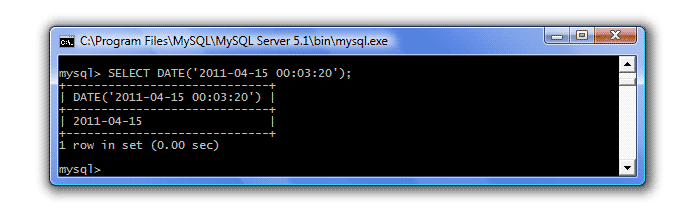 C:\Program Files\MySQL\MySQL Server 5.1\bin\mysql.exe
mysql> SELECT DATE('2011-04-15 00:03:20');
+-----------------------------+
| DATE('2011-04-15 00:03:20') |
+-----------------------------+
| 2011-04-15                  |
+-----------------------------+
1 row in set (0.00 sec)
mysql>